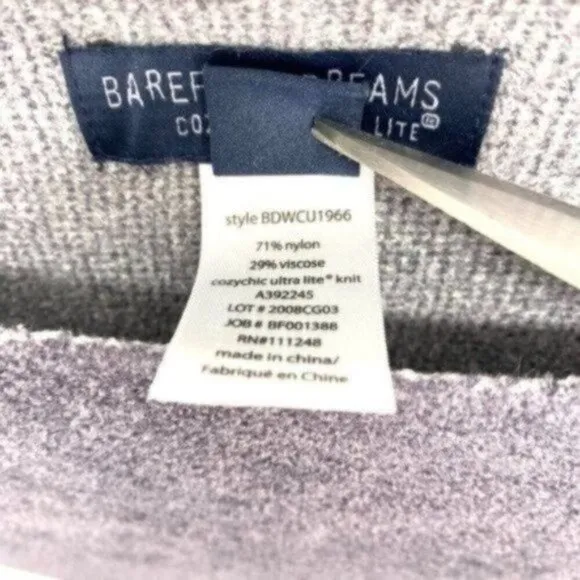 BAREF EAMS
CO LITE
style BDWCU1966
71% nylon
29% viscose
cozychic ultra lite® knit
A392245
LOT # 2008CG03
JOB # BF001388
RN#111248
made in china/
Fabriqué en Chine